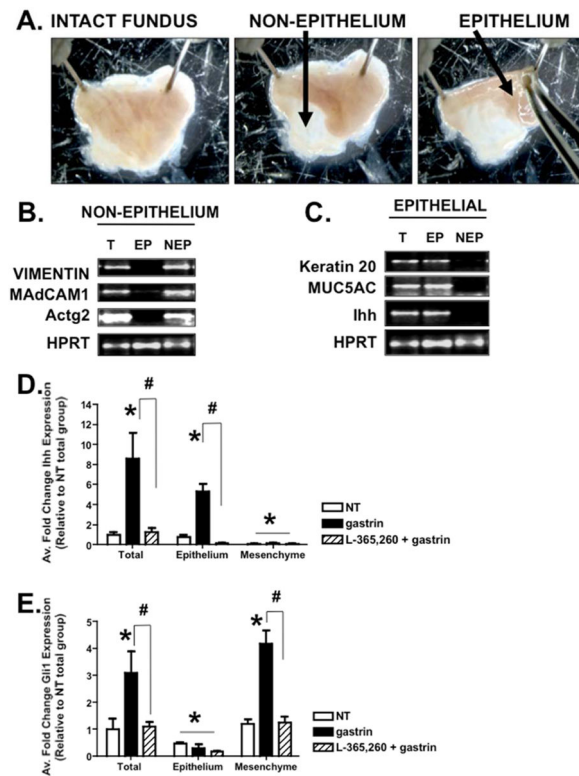 A. INTACT FUNDUS NON-EPITHELIUM EPITHELIUM
B. NON-EPITHELIUM
T EP NEP
VIMENTIN
MAdCAM1
Actg2
HPRT
C. EPITHELIAL
T EP NEP
Keratin 20
MUC5AC
Ihh
HPRT
D.
Av. Fold Change Ihh Expression
(Relative to NT total group)
14
12
10
8
6
4
2
0
* #
* #
*
Total Epithelium Mesenchyme
NT
gastrin
L-365,260 + gastrin
E.
Av. Fold Change Gli1 Expression
(Relative to NT total group)
5
4
3
2
1
0
* #
*
* #
Total Epithelium Mesenchyme
NT
gastrin
L-365,260 + gastrin